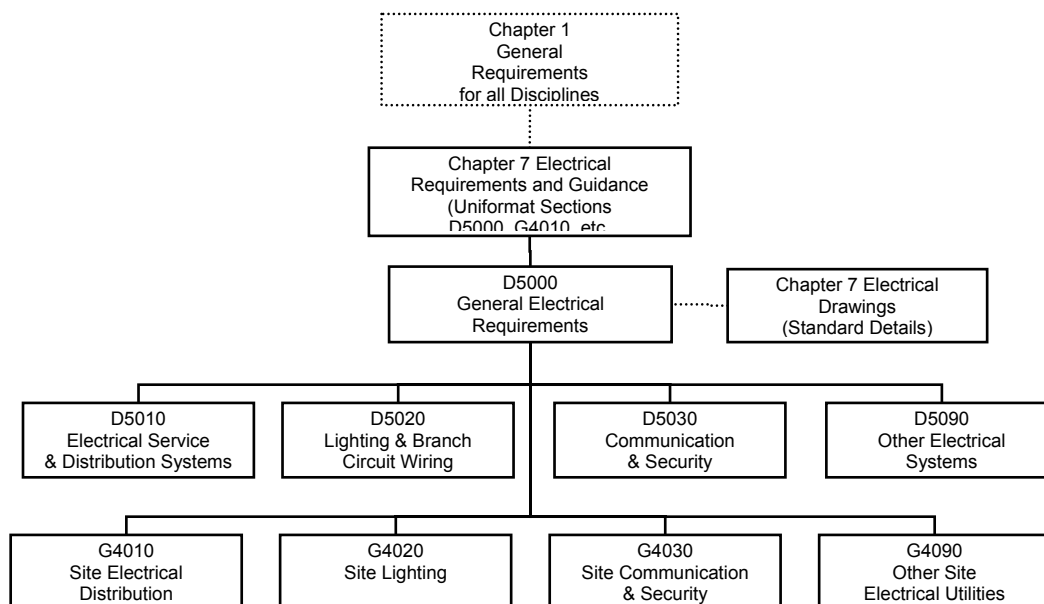 Chapter 1
General
Requirements
for all Disciplines
Chapter 7 Electrical
Requirements and Guidance
(Uniformat Sections
D5000, G4010, etc
D5000
General Electrical
Requirements
Chapter 7 Electrical
Drawings
(Standard Details)
D5010
Electrical Service
& Distribution Systems
D5020
Lighting & Branch
Circuit Wiring
D5030
Communication
& Security
D5090
Other Electrical
Systems
G4010
Site Electrical
Distribution
G4020
Site Lighting
G4030
Site Communication
& Security
G4090
Other Site
Electrical Utilities